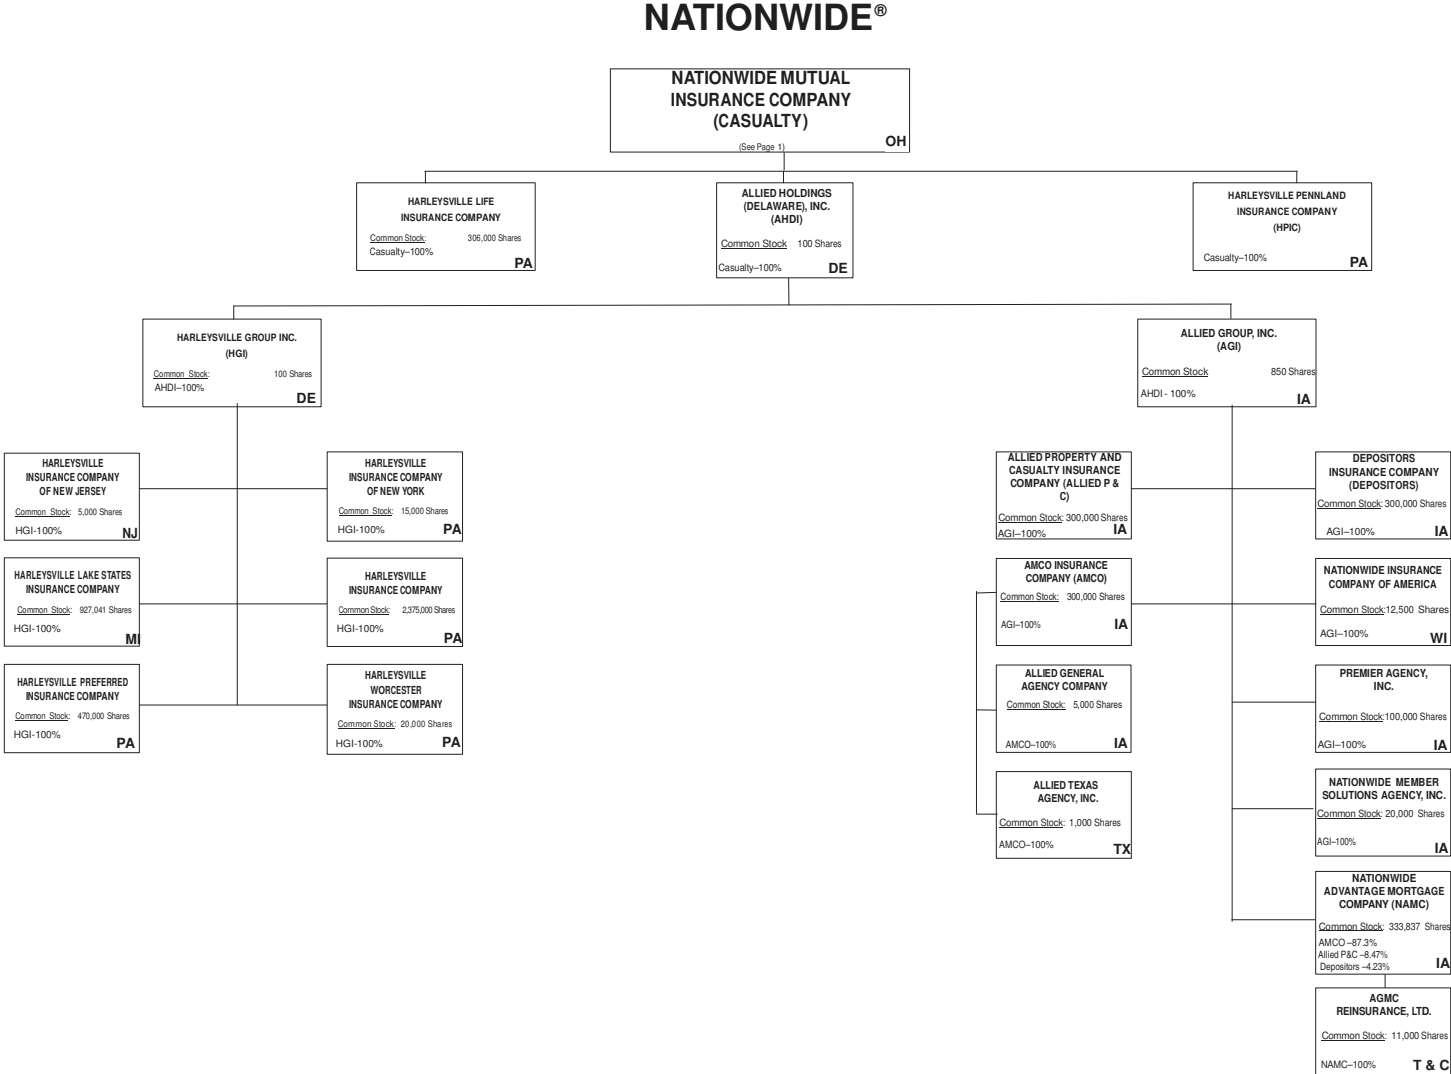 NATIONWIDE®
NATIONWIDE MUTUAL
INSURANCE COMPANY
(CASUALTY)
(See Page 1)
OH
HARLEYSVILLE LIFE
INSURANCE COMPANY
Common Stock: 306,000 Shares
Casualty–100%
PA
ALLIED HOLDINGS
(DELAWARE), INC.
(AHDI)
Common Stock 100 Shares
Casualty–100% DE
HARLEYSVILLE PENNLAND
INSURANCE COMPANY
(HPIC)
Casualty–100%
PA
HARLEYSVILLE GROUP INC.
(HGI)
Common Stock: 100 Shares
AHDI–100%
DE
ALLIED GROUP, INC.
(AGI)
Common Stock 850 Shares
AHDI - 100%
IA
HARLEYSVILLE
INSURANCE COMPANY
OF NEW JERSEY
Common Stock: 5,000 Shares
HGI-100%
NJ
HARLEYSVILLE
INSURANCE COMPANY
OF NEW YORK
Common Stock: 15,000 Shares
HGI-100% PA
HARLEYSVILLE LAKE STATES
INSURANCE COMPANY
Common Stock: 927,041 Shares
HGI-100%
MI
HARLEYSVILLE
INSURANCE COMPANY
Common Stock: 2,375,000 Shares
HGI-100%
PA
HARLEYSVILLE PREFERRED
INSURANCE COMPANY
Common Stock: 470,000 Shares
HGI-100%
PA
HARLEYSVILLE
WORCESTER
INSURANCE COMPANY
Common Stock: 20,000 Shares
HGI-100% PA
ALLIED PROPERTY AND
CASUALTY INSURANCE
COMPANY (ALLIED P &
C)
Common Stock: 300,000 Shares
AGI–100% IA
DEPOSITORS
INSURANCE COMPANY
(DEPOSITORS)
Common Stock: 300,000 Shares
AGI–100% IA
AMCO INSURANCE
COMPANY (AMCO)
Common Stock: 300,000 Shares
AGI–100% IA
NATIONWIDE INSURANCE
COMPANY OF AMERICA
Common Stock:12,500 Shares
AGI–100% WI
ALLIED GENERAL
AGENCY COMPANY
Common Stock: 5,000 Shares
AMCO–100% IA
PREMIER AGENCY,
INC.
Common Stock:100,000 Shares
AGI–100% IA
ALLIED TEXAS
AGENCY, INC.
Common Stock: 1,000 Shares
AMCO–100% TX
NATIONWIDE MEMBER
SOLUTIONS AGENCY, INC.
Common Stock: 20,000 Shares
AGI–100%
IA
NATIONWIDE
ADVANTAGE MORTGAGE
COMPANY (NAMC)
Common Stock: 333,837 Shares
AMCO –87.3%
Allied P&C –8.47%
Depositors –4.23%
IA
AGMC
REINSURANCE, LTD.
Common Stock: 11,000 Shares
NAMC–100% T & C